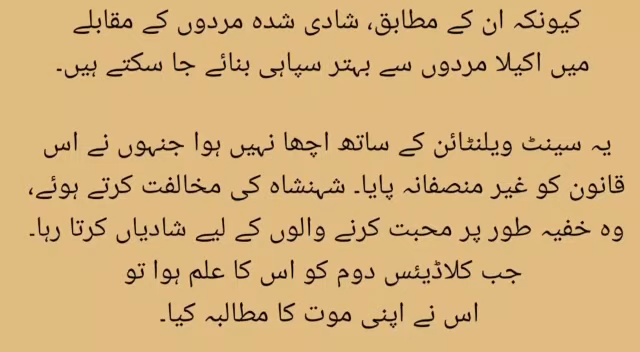 کیونکہ ان کے مطابق، شادی شدہ مردوں کے مقابلے
میں اکیلا مردوں سے بہتر سپاہی بنائے جا سکتے ہیں۔
یہ سینٹ ویلنٹائن کے ساتھ اچھا نہیں ہوا جنہوں نے اس
قانون کو غیر منصفانہ پایا۔ شہنشاہ کی مخالفت کرتے ہوئے،
وہ خفیہ طور پر محبت کرنے والوں کے لیے شادیاں کرتا رہا۔
جب کلاڈیئس دوم کو اس کا علم ہوا تو
اس نے اپنی موت کا مطالبہ کیا۔